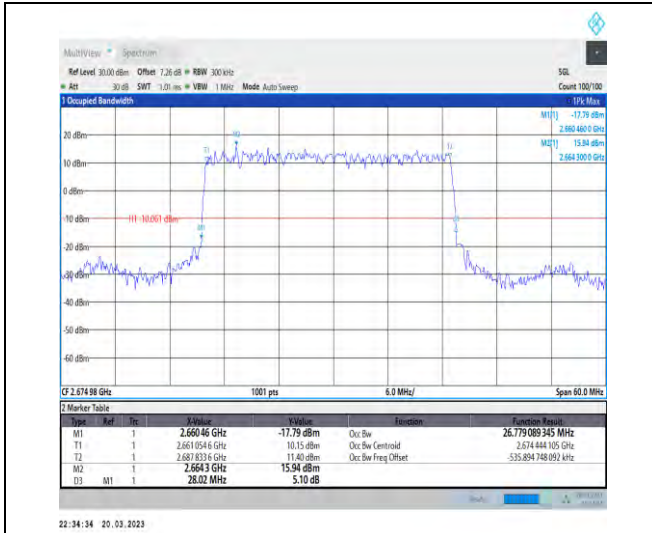 MultiView Spectrum
Ref Level 30.00 dBm Offset 7.26 dB RBW 300 kHz SGL
Att 30 dB SWT 1.01 ms VBW 1 MHz Mode Auto Sweep Count 100/100
1 Occupied Bandwidth 1Pk Max
M1[1] -17.79 dBm
2.660 460 0 GHz
20 dBm M2[1] 15.94 dBm
2.664 300 0 GHz
M2
T1
T2
10 dBm
0 dBm
-10 dBm H1 -10.061 dBm
M1
D3
-20 dBm
-30 dBm
-40 dBm
-50 dBm
-60 dBm
CF 2.674 98 GHz 1001 pts 6.0 MHz/ Span 60.0 MHz
2 Marker Table
Type Ref Trc X-Value Y-Value Function Function Result
M1 1 2.660 46 GHz -17.79 dBm Occ Bw 26.779 089 345 MHz
T1 1 2.661 054 6 GHz 10.15 dBm Occ Bw Centroid 2.674 444 105 GHz
T2 1 2.687 833 6 GHz 11.40 dBm Occ Bw Freq Offset -535.894 748 092 kHz
M2 1 2.664 3 GHz 15.94 dBm
D3 M1 1 28.02 MHz 5.10 dB
22:34:34 20.03.2023